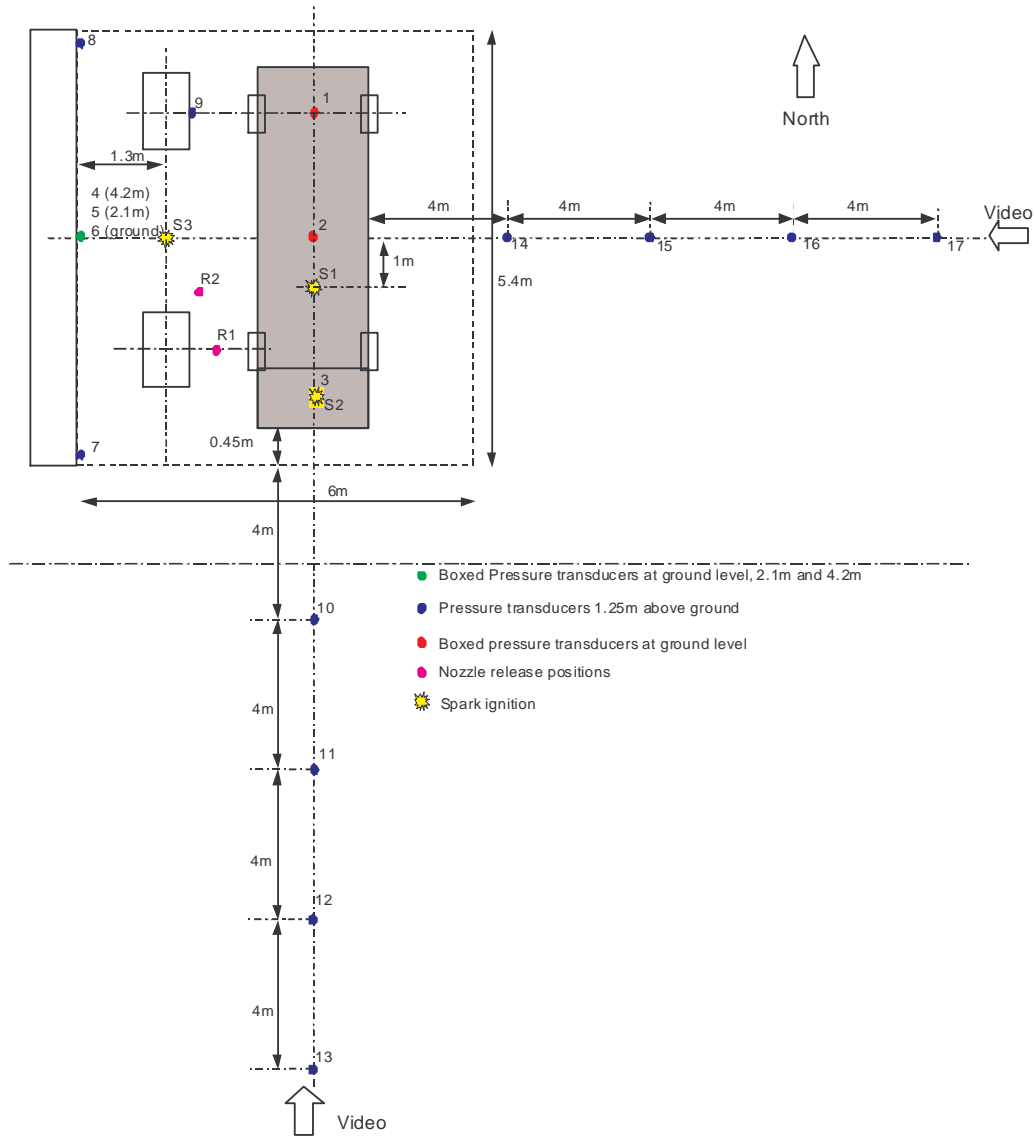 8
9
1
North
1.3m
4 (4.2m)
5 (2.1m)
6 (ground)
S3
2
4m
4m
4m
4m
Video
14
15
16
17
1m
S1
5.4m
R2
R1
3
S2
0.45m
7
6m
4m
Boxed Pressure transducers at ground level, 2.1m and 4.2m
10
Pressure transducers 1.25m above ground
Boxed pressure transducers at ground level
Nozzle release positions
Spark ignition
4m
11
4m
12
4m
13
Video